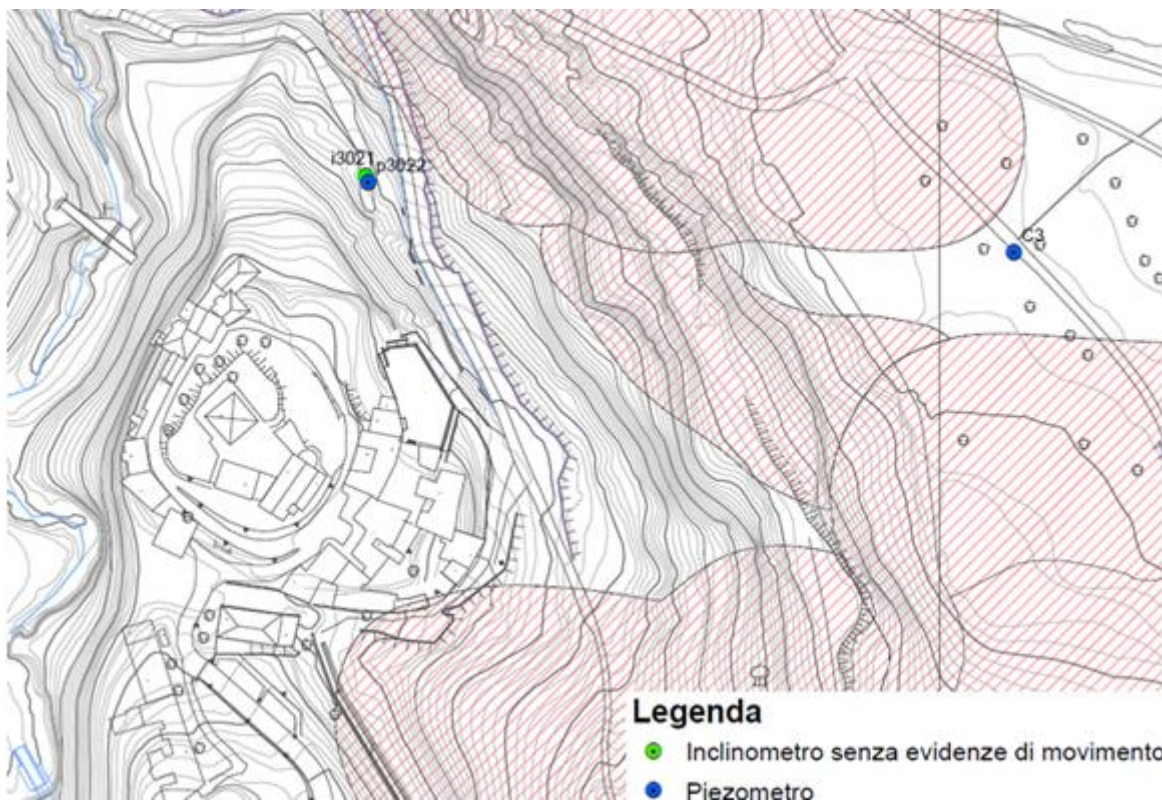 i3021 p3022
C3
Legenda
Inclinometro senza evidenze di movimento
Piezometro